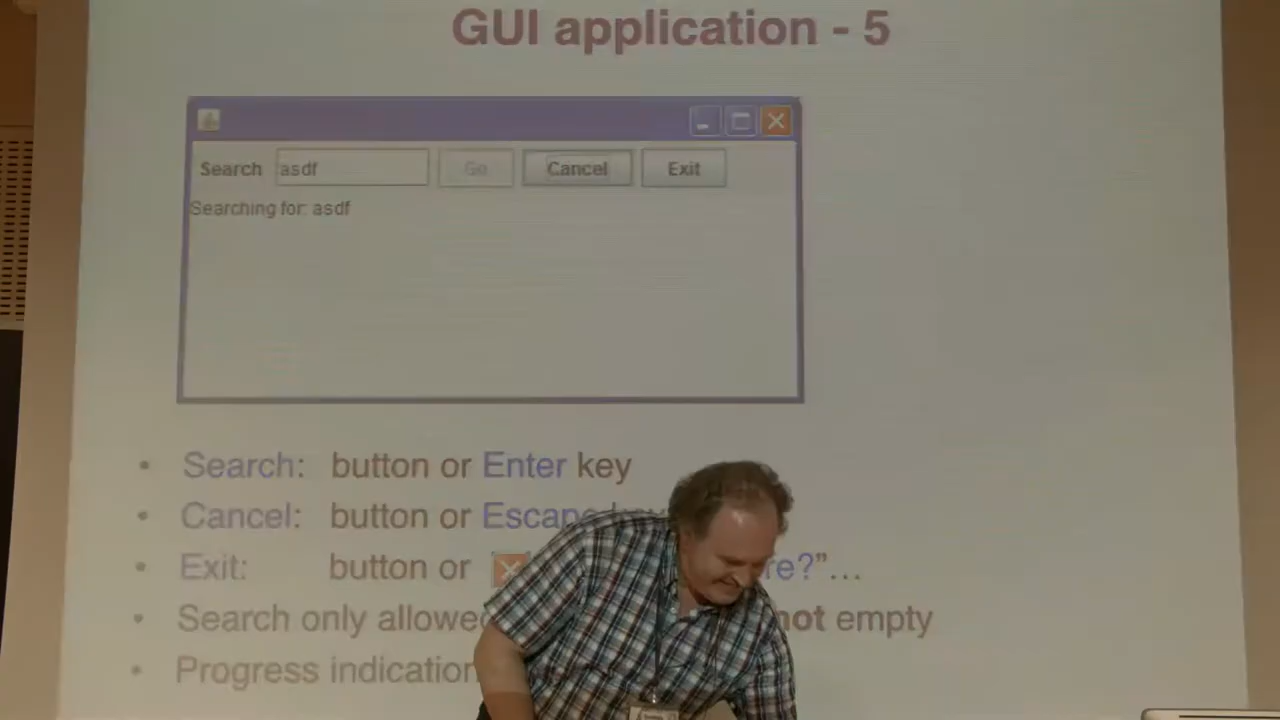 GUI application - 5
Search asdf Go Cancel Exit
Searching for: asdf
• Search: button or Enter key
• Cancel: button or Escape
• Exit: button or re?”...
• Search only allowed not empty
• Progress indication